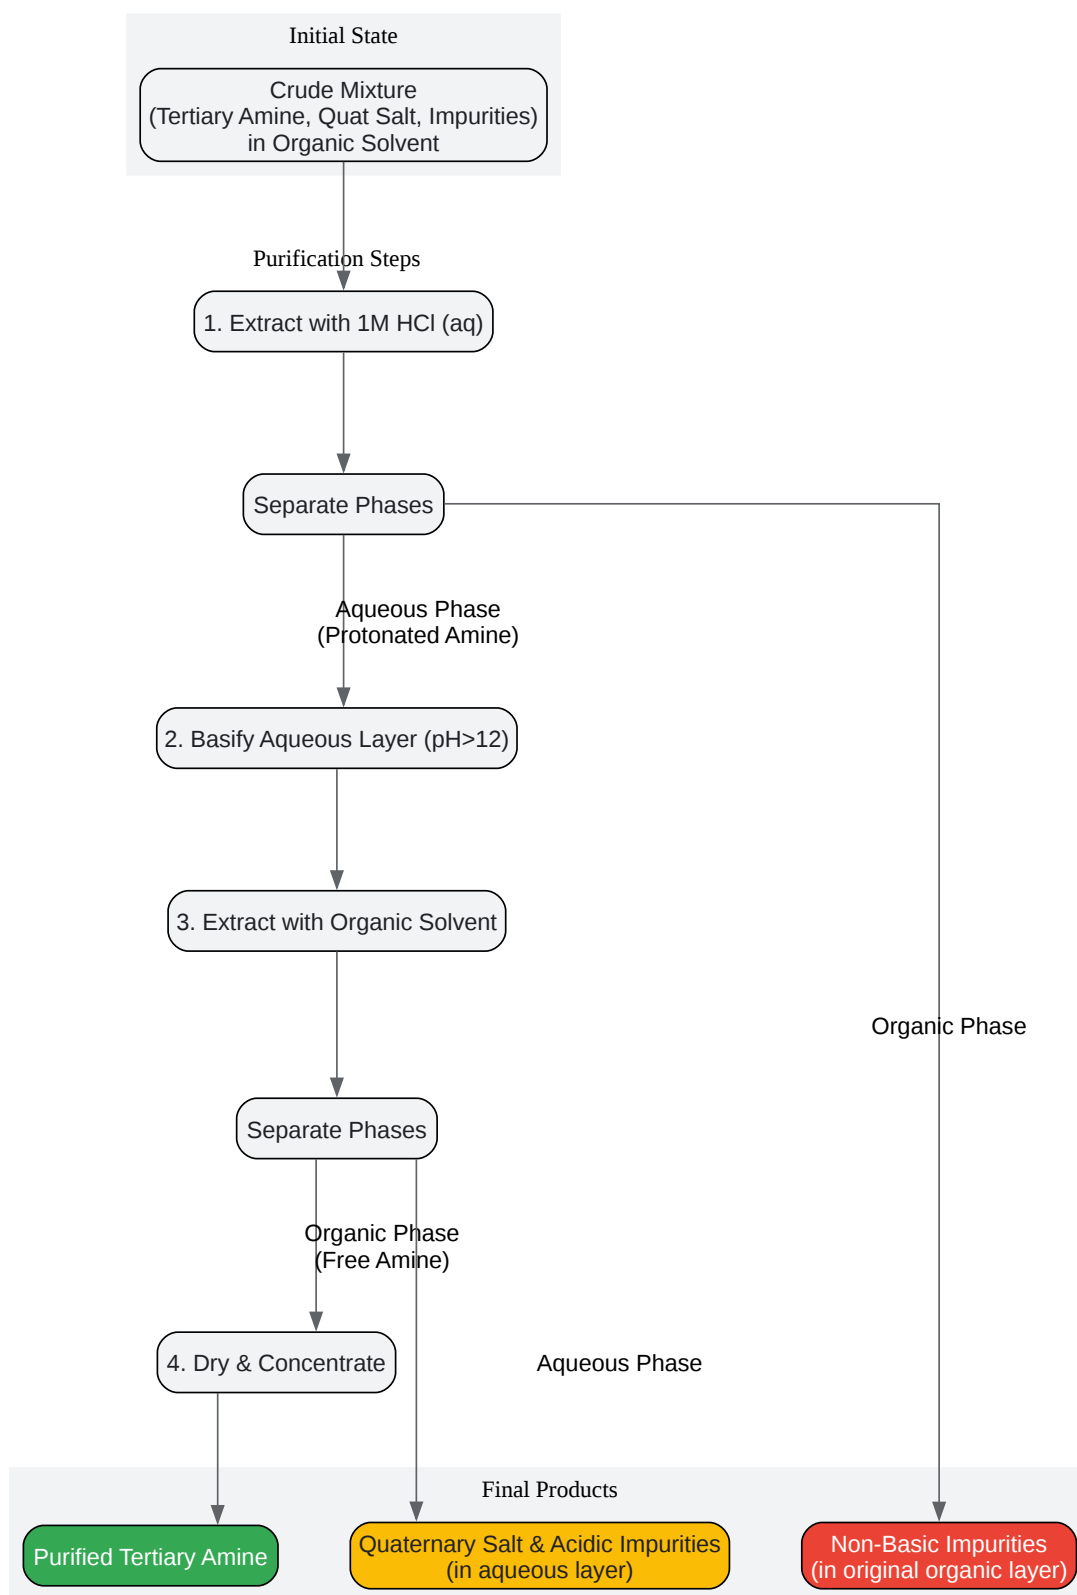 Initial State
Crude Mixture
(Tertiary Amine, Quat Salt, Impurities)
in Organic Solvent
Purification Steps
1. Extract with 1M HCl (aq)
Separate Phases
Aqueous Phase
(Protonated Amine)
2. Basify Aqueous Layer (pH>12)
3. Extract with Organic Solvent
Organic Phase
Separate Phases
Organic Phase
(Free Amine)
4. Dry & Concentrate
Aqueous Phase
Final Products
Purified Tertiary Amine
Quaternary Salt & Acidic Impurities
(in aqueous layer)
Non-Basic Impurities
(in original organic layer)